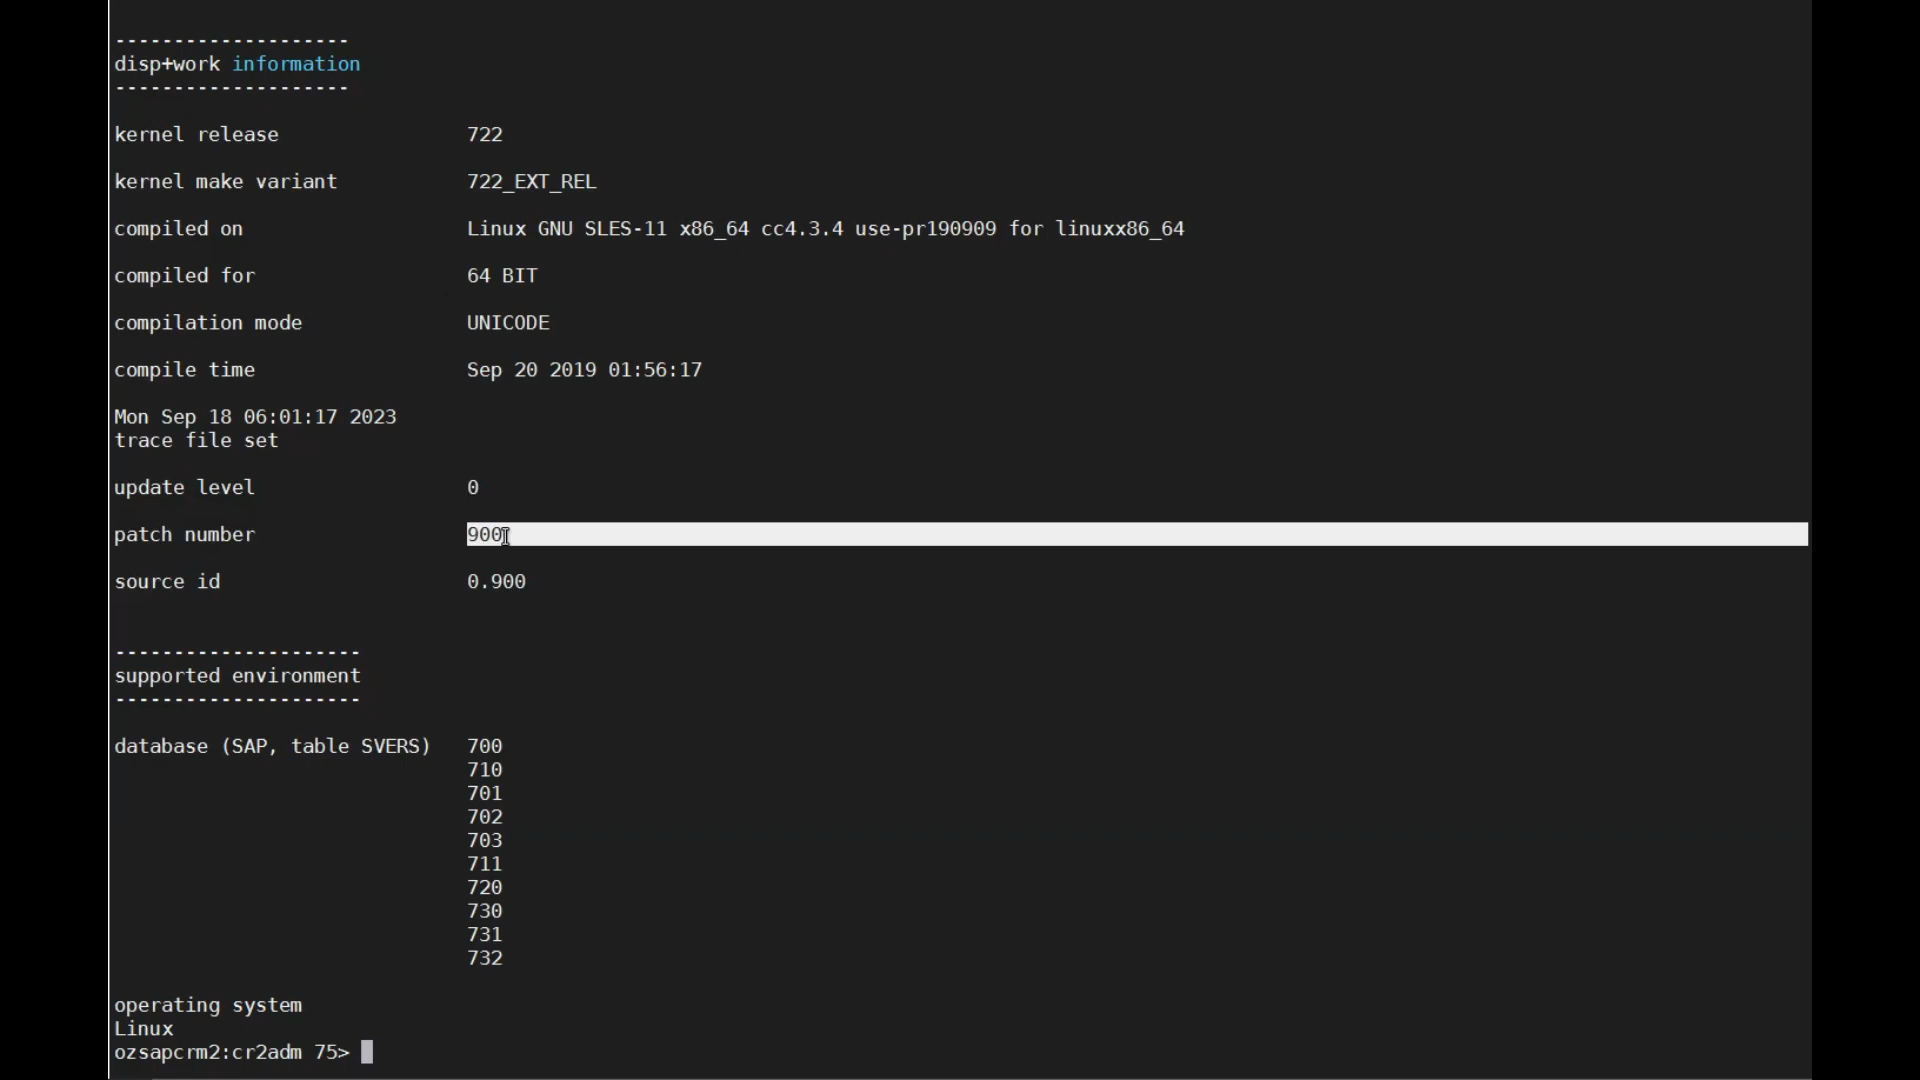 --------------------
disp+work information
--------------------
kernel release 722
kernel make variant 722_EXT_REL
compiled on Linux GNU SLES-11 x86_64 cc4.3.4 use-pr190909 for linuxx86_64
compiled for 64 BIT
compilation mode UNICODE
compile time Sep 20 2019 01:56:17
Mon Sep 18 06:01:17 2023
trace file set
update level 0
patch number 900
source id 0.900
---------------------
supported environment
---------------------
database (SAP, table SVERS) 700
710
701
702
703
711
720
730
731
732
operating system
Linux
ozsapcrm2:cr2adm 75>